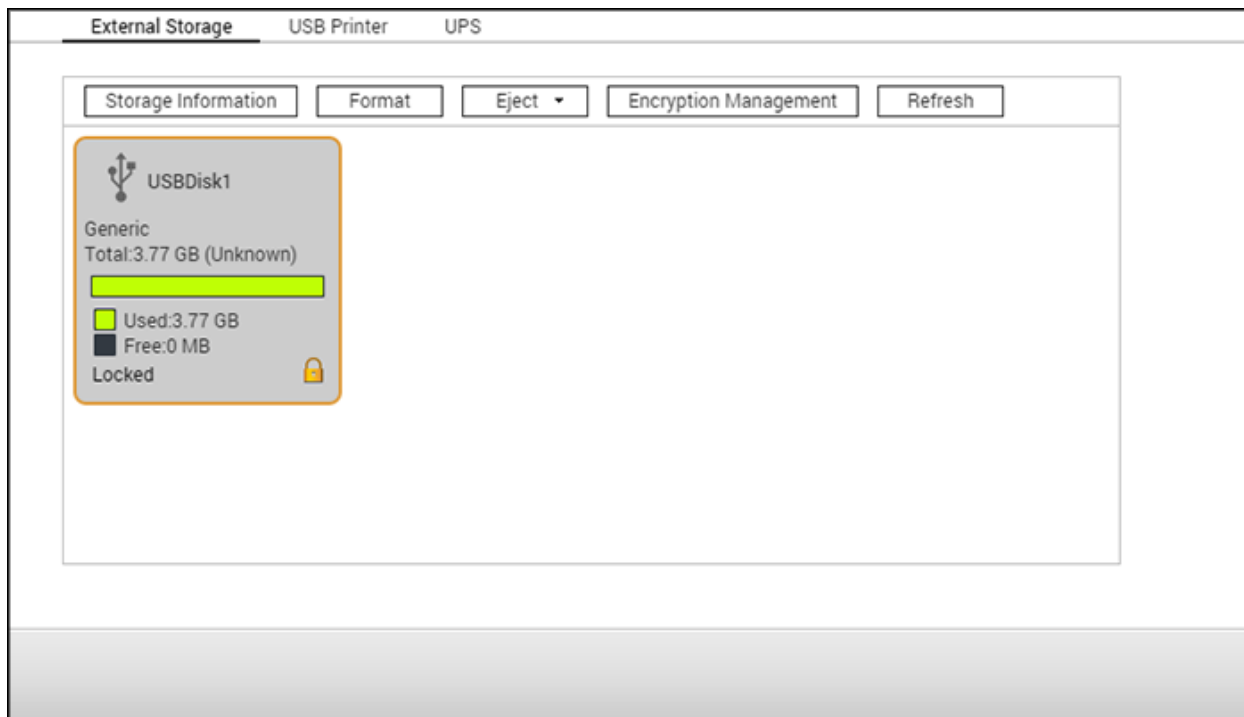 External Storage USB Printer UPS
Storage Information Format Eject Encryption Management Refresh
USBDisk1
Generic
Total:3.77 GB (Unknown)
Used:3.77 GB
Free:0 MB
Locked